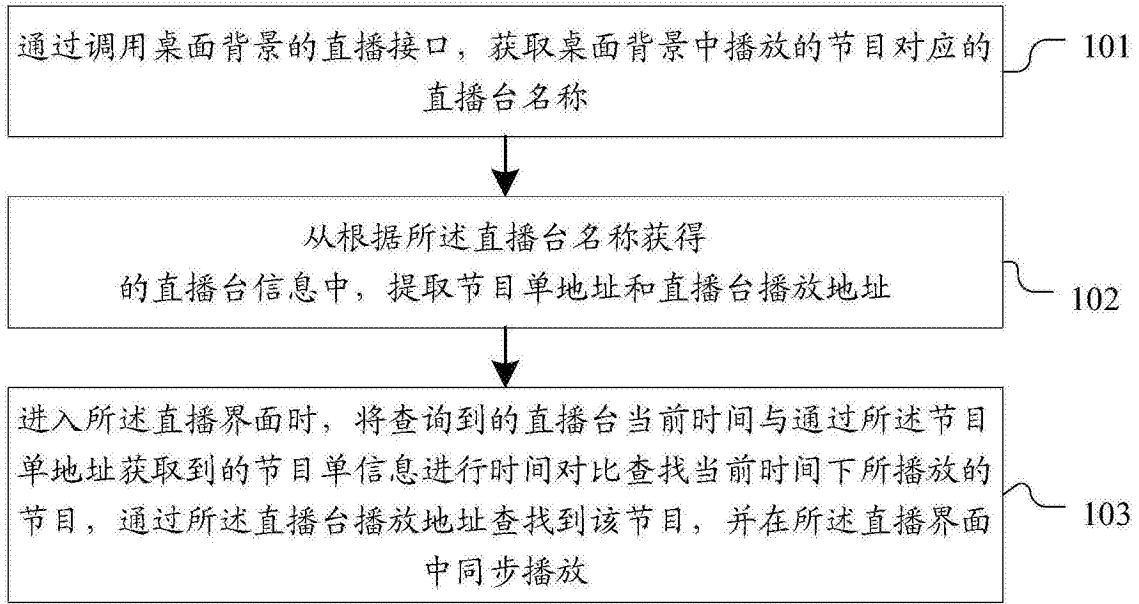 通过调用桌面背景的直播接口，获取桌面背景中播放的节目对应的
直播台名称
101
从根据所述直播台名称获得
的直播台信息中，提取节目单地址和直播台播放地址
102
进入所述直播界面时，将查询到的直播台当前时间与通过所述节目
单地址获取到的节目单信息进行时间对比查找当前时间下所播放的
节目，通过所述直播台播放地址查找到该节目，并在所述直播界面
中同步播放
103